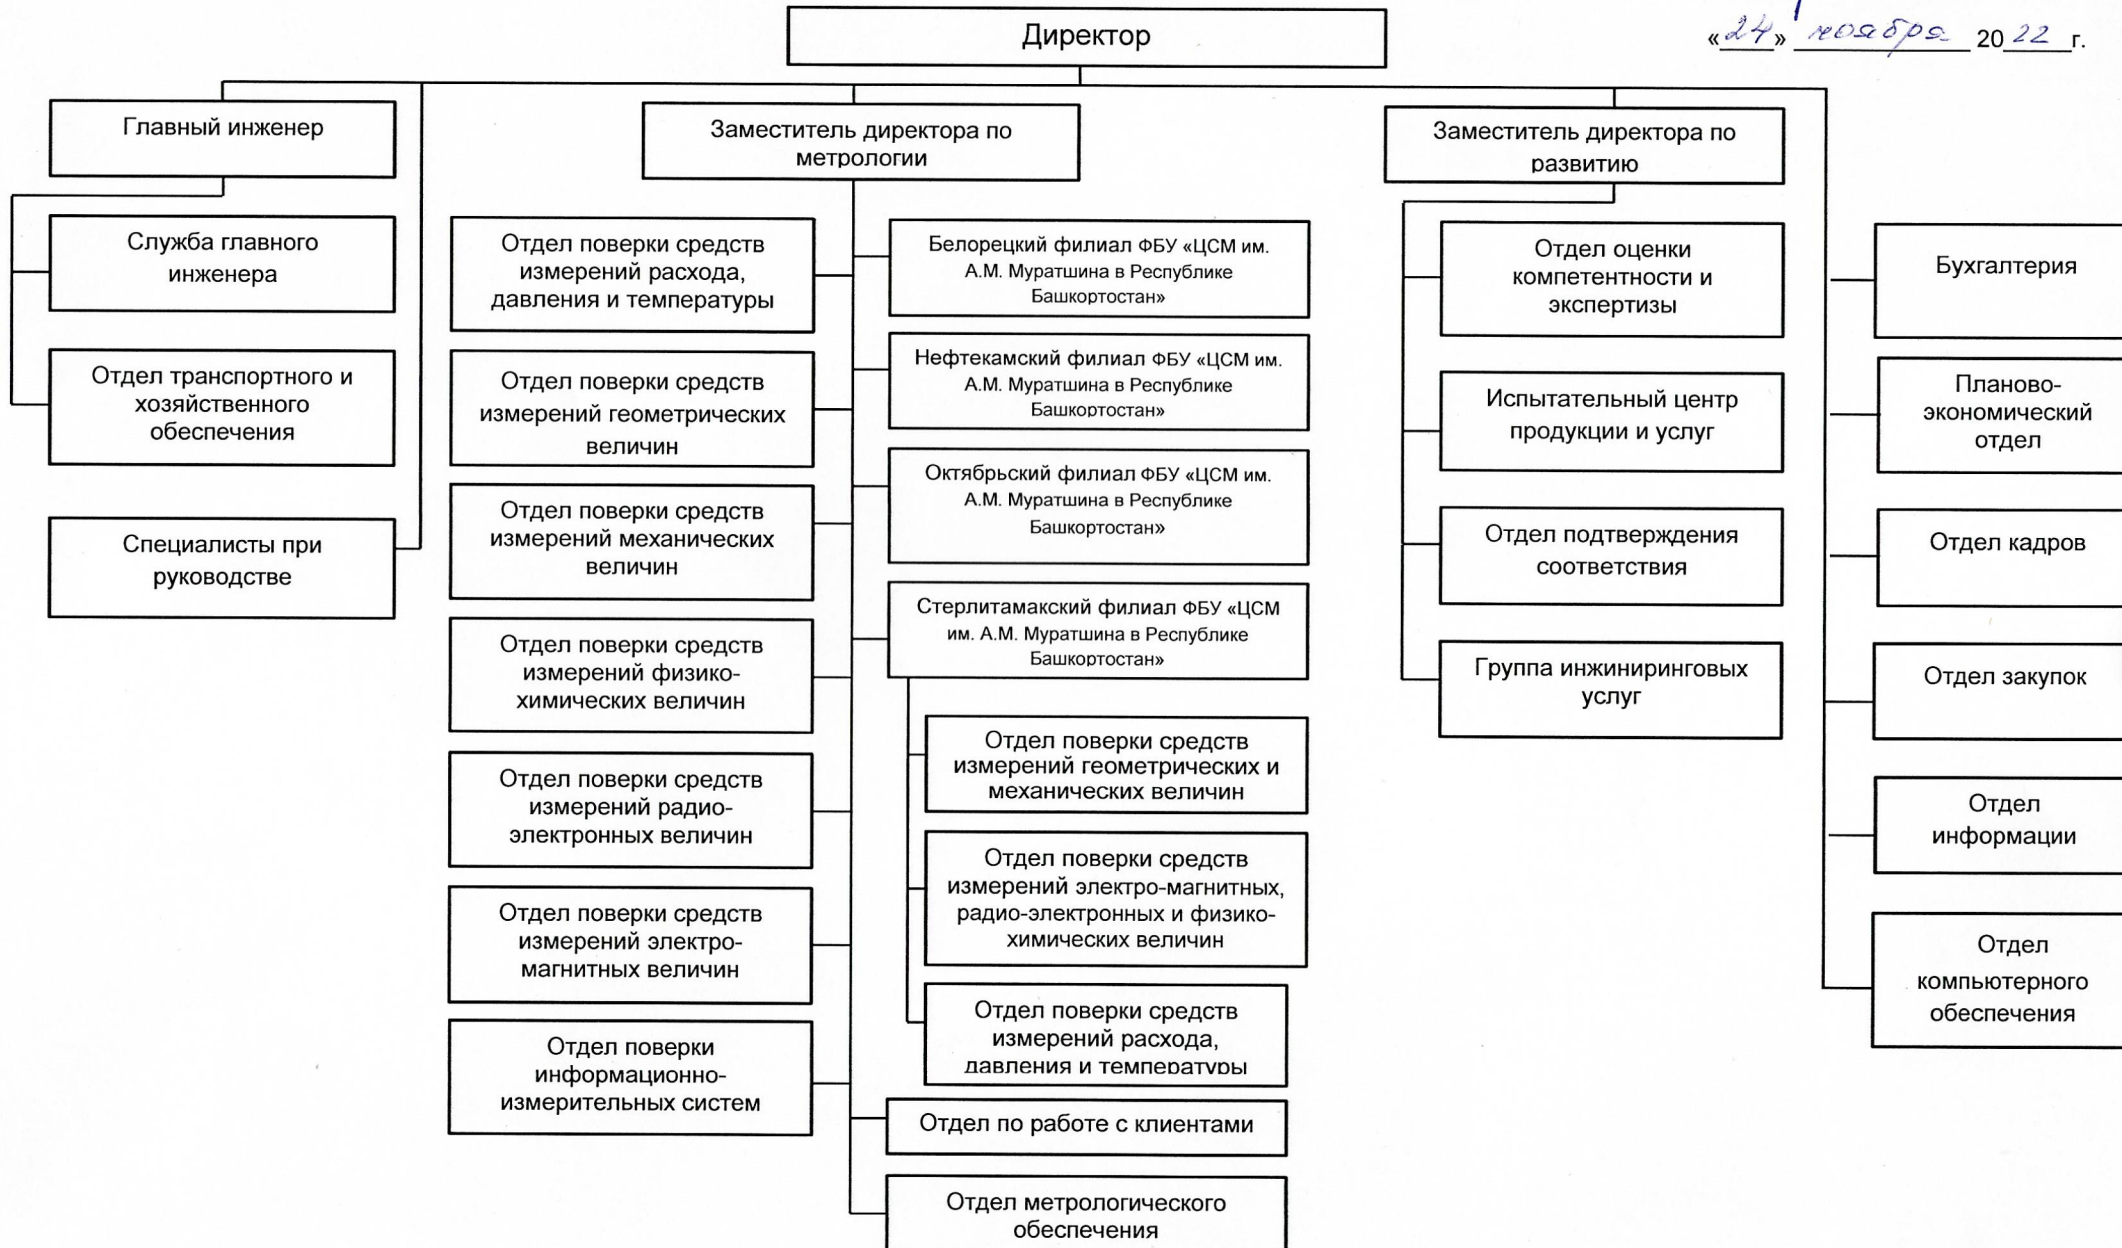 Директор
«24» ноября 2022 г.
Главный инженер
Заместитель директора по
метрологии
Заместитель директора по
развитию
Служба главного
инженера
Отдел транспортного и
хозяйственного
обеспечения
Специалисты при
руководстве
Отдел поверки средств
измерений расхода,
давления и температуры
Отдел поверки средств
измерений геометрических
величин
Отдел поверки средств
измерений механических
величин
Отдел поверки средств
измерений физико-
химических величин
Отдел поверки средств
измерений радио-
электронных величин
Отдел поверки средств
измерений электро-
магнитных величин
Отдел поверки
информационно-
измерительных систем
Белорецкий филиал ФБУ «ЦСМ им.
А.М. Муратшина в Республике
Башкортостан»
Нефтекамский филиал ФБУ «ЦСМ им.
А.М. Муратшина в Республике
Башкортостан»
Октябрьский филиал ФБУ «ЦСМ им.
А.М. Муратшина в Республике
Башкортостан»
Стерлитамакский филиал ФБУ «ЦСМ
им. А.М. Муратшина в Республике
Башкортостан»
Отдел поверки средств
измерений геометрических и
механических величин
Отдел поверки средств
измерений электро-магнитных,
радио-электронных и физико-
химических величин
Отдел поверки средств
измерений расхода,
давления и температуры
Отдел по работе с клиентами
Отдел метрологического
обеспечения
Отдел оценки
компетентности и
экспертизы
Испытательный центр
продукции и услуг
Отдел подтверждения
соответствия
Группа инжиниринговых
услуг
Бухгалтерия
Планово-
экономический
отдел
Отдел кадров
Отдел закупок
Отдел
информации
Отдел
компьютерного
обеспечения